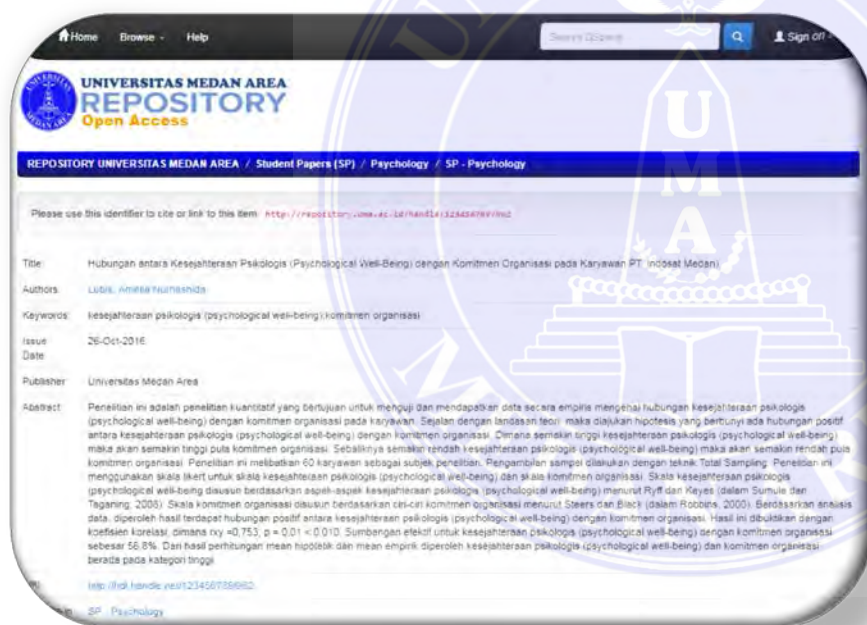 Home Browse Help Sign on
UNIVERSITAS MEDAN AREA
REPOSITORY
Open Access
REPOSITORY UNIVERSITAS MEDAN AREA / Student Papers (SP) / Psychology / SP - Psychology
Please use this identifier to cite or link to this item:
Title: Hubungan antara Kesejahteraan Psikologis (Psychological Well-Being) dengan Komitmen Organisasi pada Karyawan PT. Indosat Medan)
Authors: Lubis, Amelia
Keywords: kesejahteraan psikologis (psychological well-being);komitmen organisasi
Issue Date: 26-Oct-2016
Publisher: Universitas Medan Area
Abstract: Penelitian ini adalah penelitian kuantitatif yang bertujuan untuk menguji dan mendapatkan data secara empiris mengenai hubungan kesejahteraan psikologis
(psychological well-being) dengan komitmen organisasi pada karyawan. Sejalan dengan landasan teori, maka diajukan hipotesis yang berbunyi ada hubungan positif
antara kesejahteraan psikologis (psychological well-being) dengan komitmen organisasi. Dimana semakin tinggi kesejahteraan psikologis (psychological well-being)
maka akan semakin tinggi pula komitmen organisasi. Sebaliknya semakin rendah kesejahteraan psikologis (psychological well-being) maka akan semakin rendah pula
komitmen organisasi. Penelitian ini melibatkan 60 karyawan sebagai subjek penelitian. Pengambilan sampel dilakukan dengan teknik Total Sampling. Penelitian ini
menggunakan skala likert untuk skala kesejahteraan psikologis (psychological well-being) dan skala komitmen organisasi. Skala kesejahteraan psikologis
(psychological well-being disusun berdasarkan aspek-aspek kesejahteraan psikologis (psychological well-being) menurut Ryff dan Keyes (dalam Sumule dan
Taganing, 2008). Skala komitmen organisasi disusun berdasarkan ciri-ciri komitmen organisasi menurut Steers dan Black (dalam Robbins, 2000). Berdasarkan analisis
data, diperoleh hasil terdapat hubungan positif antara kesejahteraan psikologis (psychological well-being) dengan komitmen organisasi. Hasil ini dibuktikan dengan
koefisien korelasi, dimana rxy =0,753, p = 0.01 < 0.010. Sumbangan efektif untuk kesejahteraan psikologis (psychological well-being) dengan komitmen organisasi
sebesar 56,8%. Dari hasil perhitungan mean hipotetik dan mean empirik diperoleh kesejahteraan psikologis (psychological well-being) dan komitmen organisasi
berada pada kategori tinggi
SP - Psychology
UMA